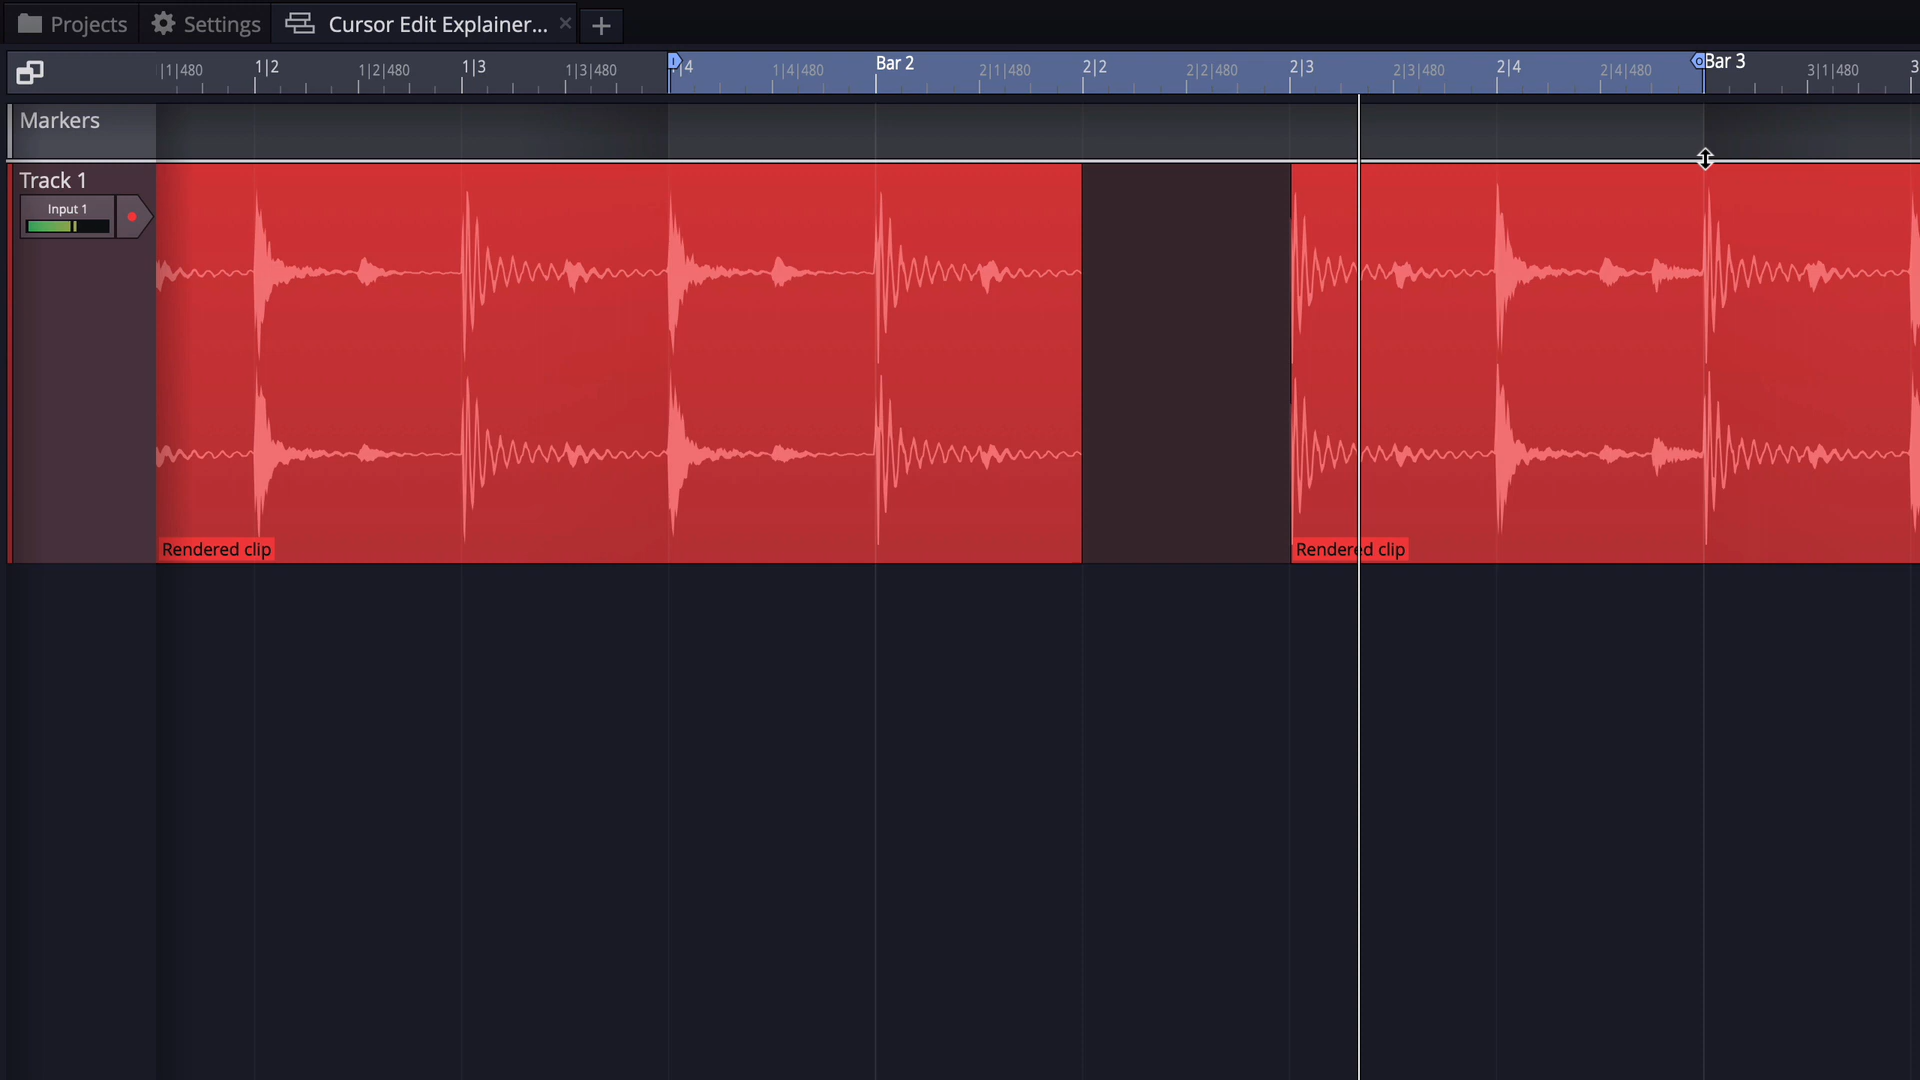 Projects Settings Cursor Edit Explainer...
|1|480 1|2 1|2|480 1|3 1|3|480 4 1|4|480 Bar 2 2|1|480 2|2 2|2|480 2|3 2|3|480 2|4 2|4|480 Bar 3 3|1|480 3
Markers
Track 1
Input 1
Rendered clip Rendered clip